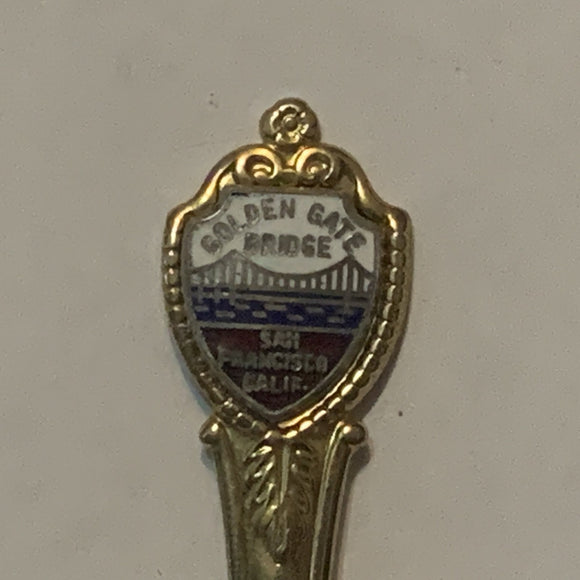 GOLDEN GATE
BRIDGE
SAN
FRANCISCO
CALIF.